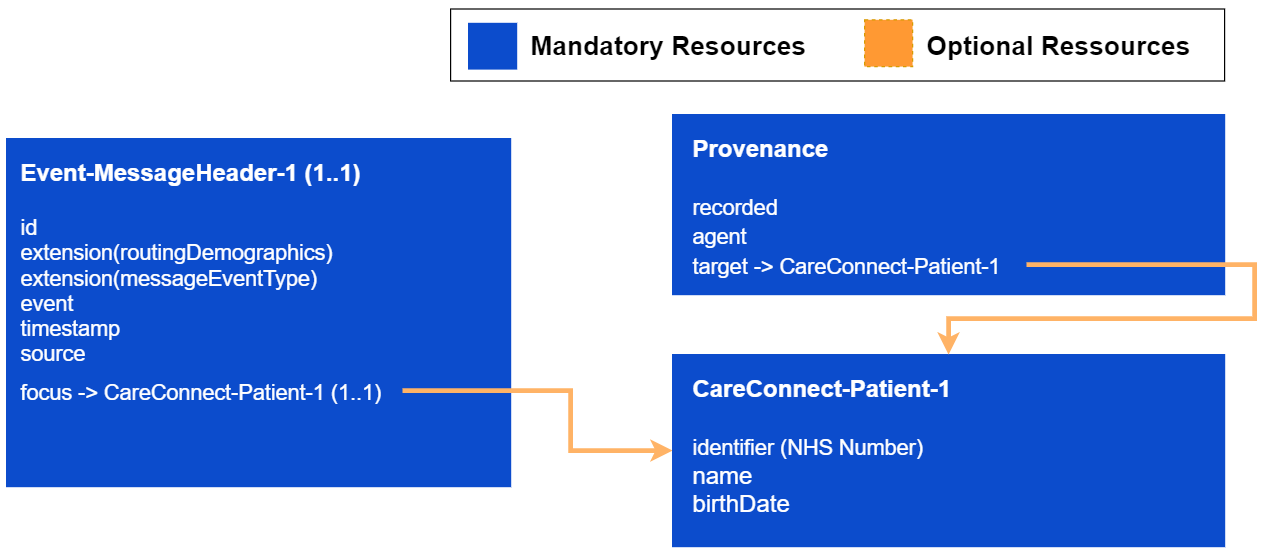 Mandatory Resources
Optional Ressources
Event-MessageHeader-1 (1..1)
id
extension(routingDemographics)
extension(messageEventType)
event
timestamp
source
focus -> CareConnect-Patient-1 (1..1)
Provenance
recorded
agent
target -> CareConnect-Patient-1
CareConnect-Patient-1
identifier (NHS Number)
name
birthDate